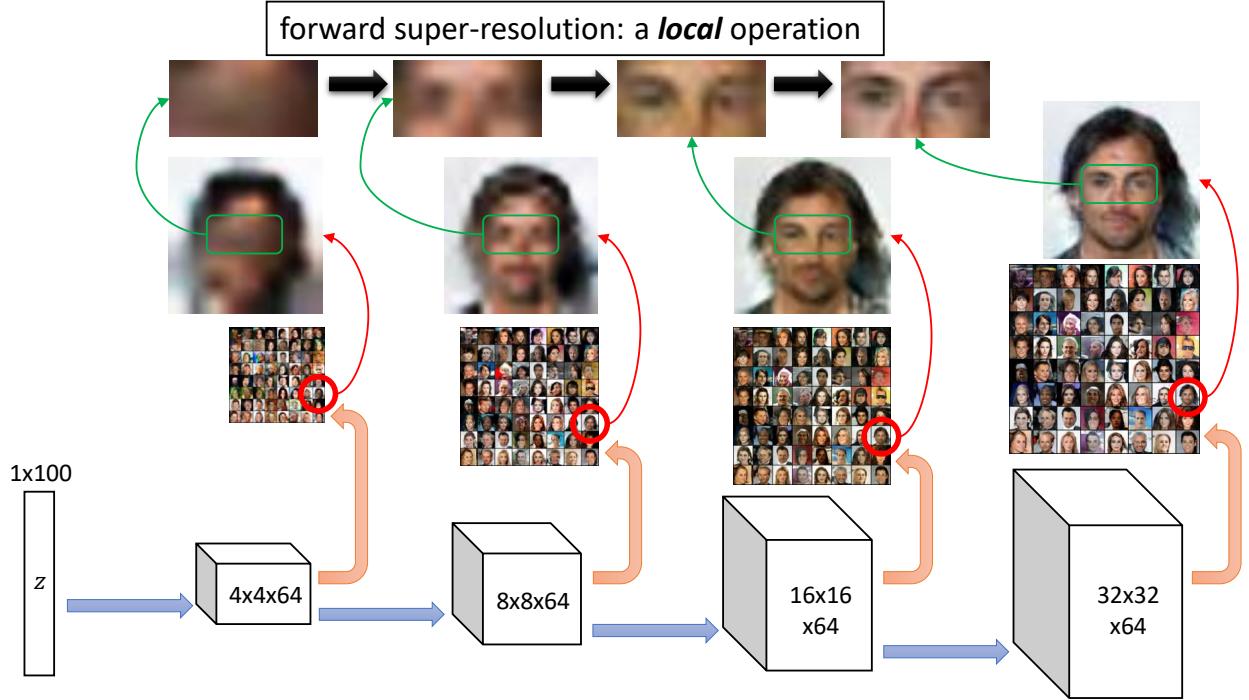 forward super-resolution: a local operation
1x100
z
4x4x64
8x8x64
16x16
x64
32x32
x64